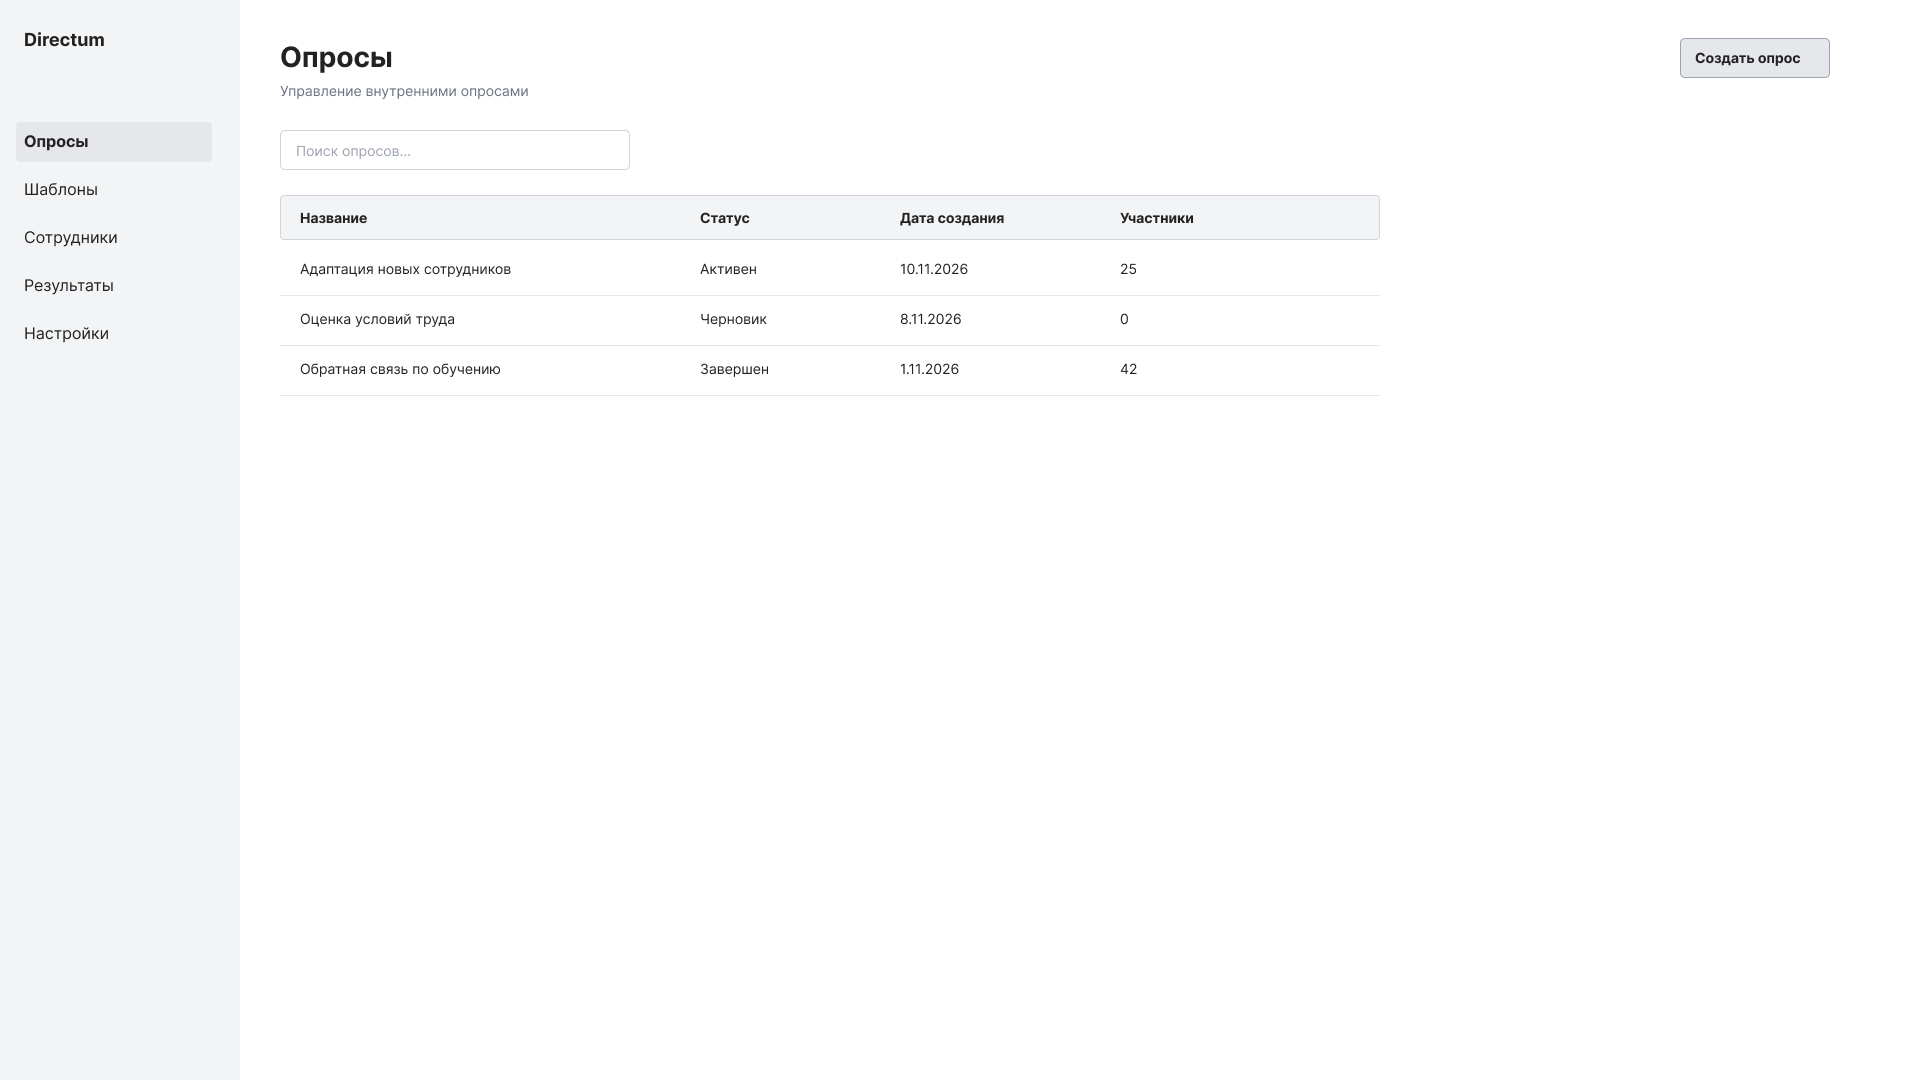 Directum
Опросы
Шаблоны
Сотрудники
Результаты
Настройки
Опросы
Управление внутренними опросами
Создать опрос
Поиск опросов...
Название Статус Дата создания Участники
Адаптация новых сотрудников Активен 10.11.2026 25
Оценка условий труда Черновик 8.11.2026 0
Обратная связь по обучению Завершен 1.11.2026 42